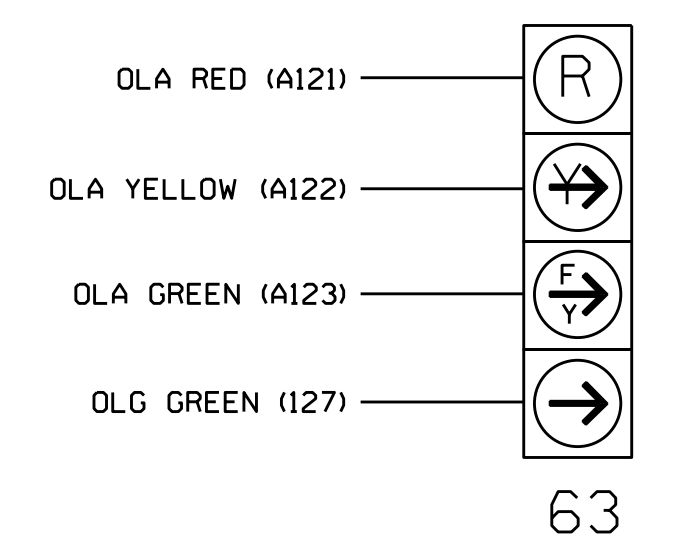 OLA RED (A121)
R
OLA YELLOW (A122)
Y
OLA GREEN (A123)
F
Y
OLG GREEN (127)
63